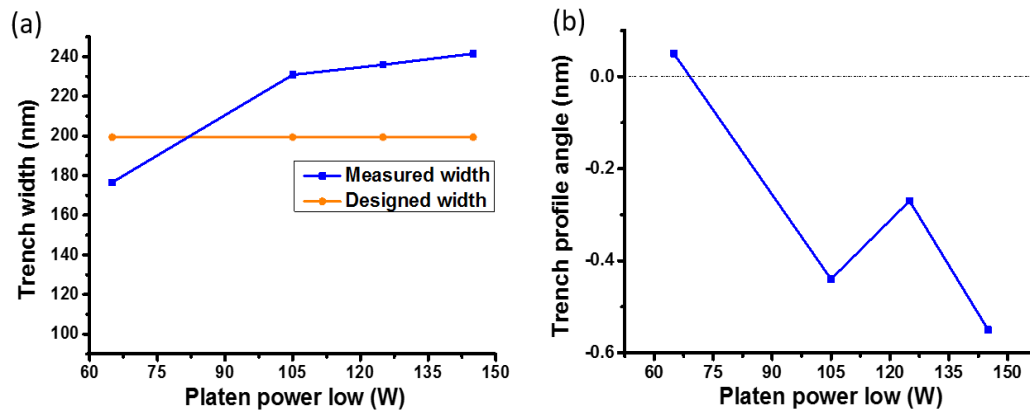 (a)
Trench width (nm)
240
220
200
180
160
140
120
100
Measured width
Designed width
60 75 90 105 120 135 150
Platen power low (W)
(b)
Trench profile angle (nm)
0.0
-0.2
-0.4
-0.6
60 75 90 105 120 135 150
Platen power low (W)